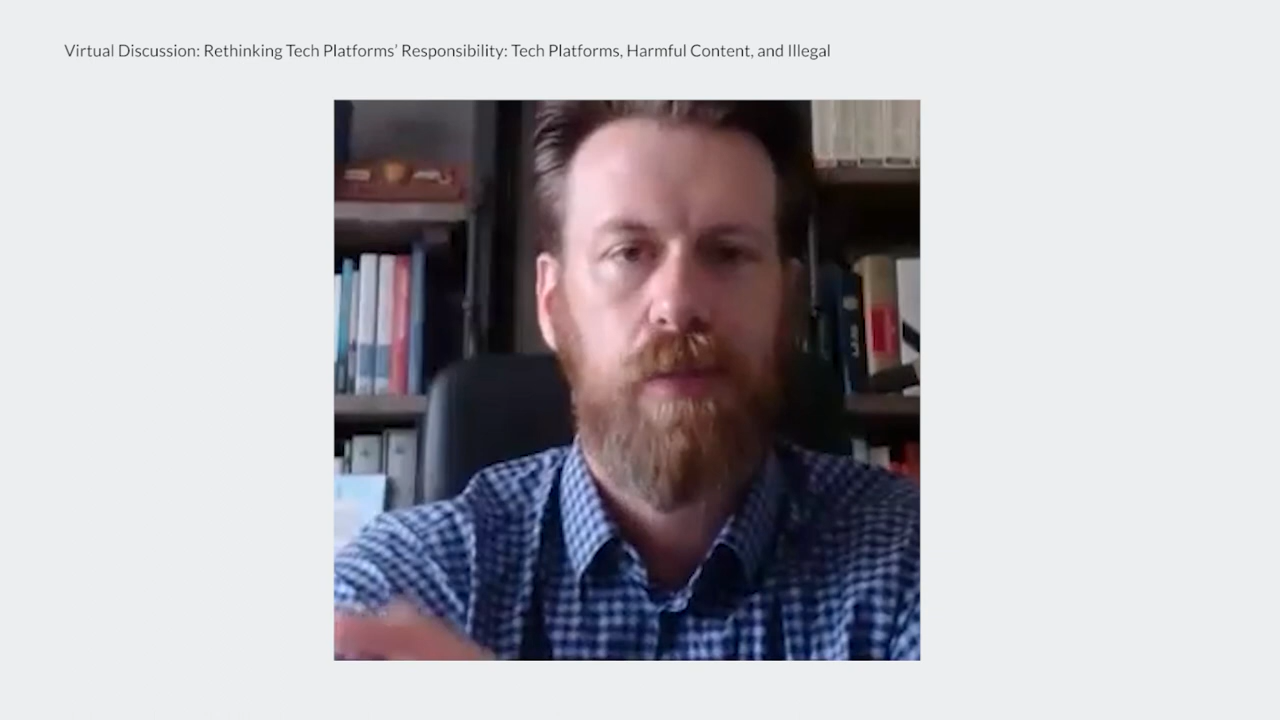 Virtual Discussion: Rethinking Tech Platforms’ Responsibility: Tech Platforms, Harmful Content, and Illegal